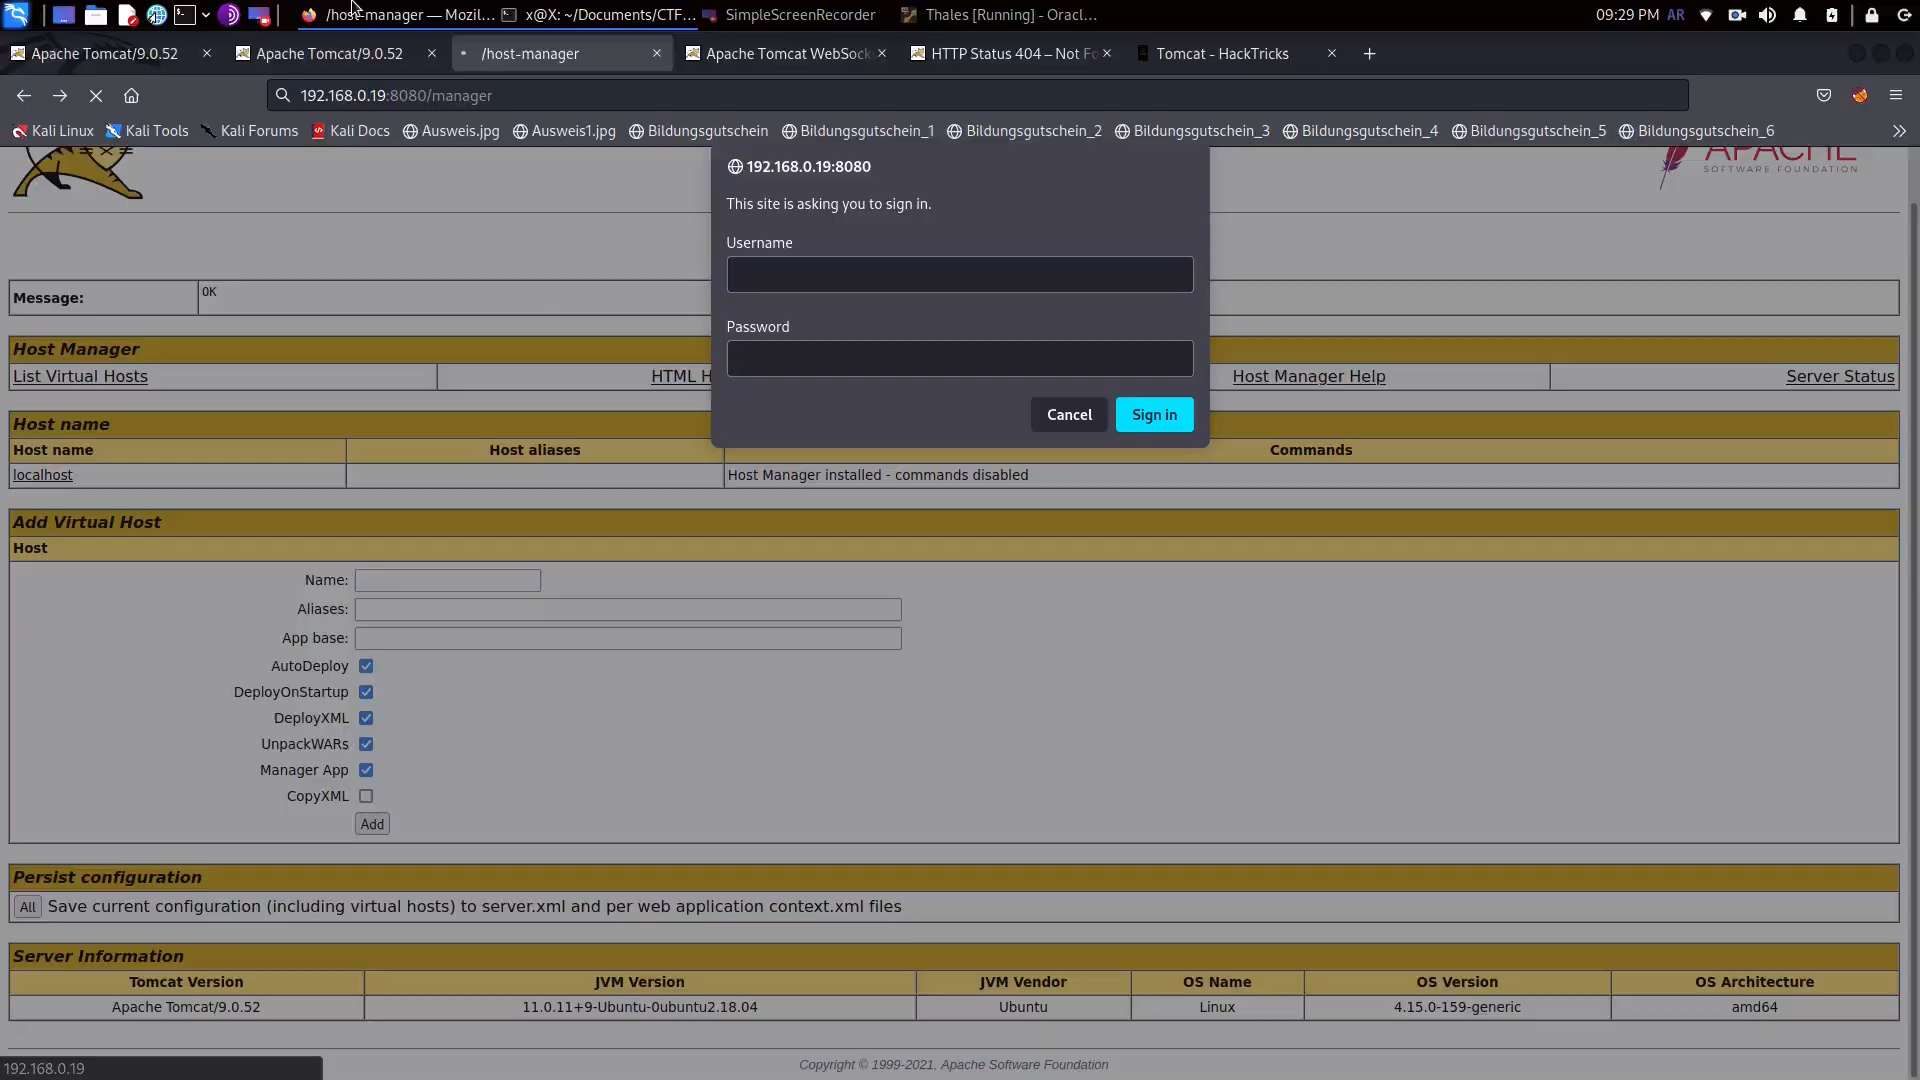 /host-manager — Mozil... x@X: ~/Documents/CTF... SimpleScreenRecorder Thales [Running] - Oracl... 09:29 PM AR
Apache Tomcat/9.0.52 Apache Tomcat/9.0.52 /host-manager Apache Tomcat WebSock HTTP Status 404 – Not Fo Tomcat - HackTricks
192.168.0.19:8080/manager
Kali Linux Kali Tools Kali Forums Kali Docs Ausweis.jpg Ausweis1.jpg Bildungsgutschein Bildungsgutschein_1 Bildungsgutschein_2 Bildungsgutschein_3 Bildungsgutschein_4 Bildungsgutschein_5 Bildungsgutschein_6
APACHE
SOFTWARE FOUNDATION
192.168.0.19:8080
This site is asking you to sign in.
Username
Password
Cancel Sign in
Message: OK
Host Manager
List Virtual Hosts HTML H Host Manager Help Server Status
Host name
Host name Host aliases Commands
localhost Host Manager installed - commands disabled
Add Virtual Host
Host
Name:
Aliases:
App base:
AutoDeploy
DeployOnStartup
DeployXML
UnpackWARs
Manager App
CopyXML
Add
Persist configuration
All Save current configuration (including virtual hosts) to server.xml and per web application context.xml files
Server Information
Tomcat Version JVM Version JVM Vendor OS Name OS Version OS Architecture
Apache Tomcat/9.0.52 11.0.11+9-Ubuntu-0ubuntu2.18.04 Ubuntu Linux 4.15.0-159-generic amd64
Copyright © 1999-2021, Apache Software Foundation
192.168.0.19